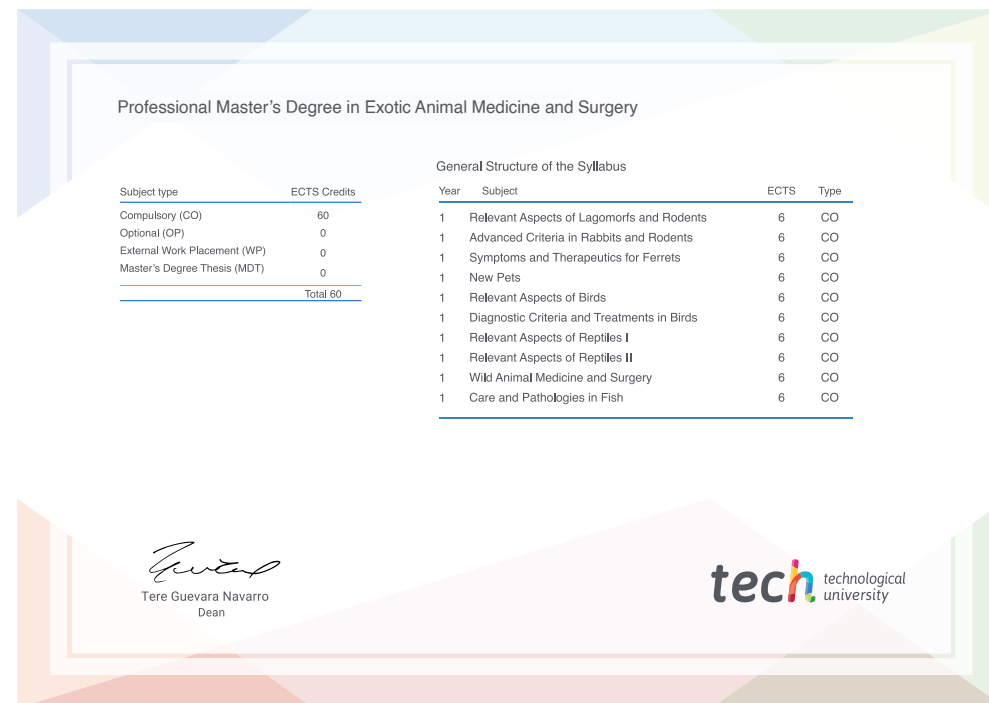 Professional Master's Degree in Exotic Animal Medicine and Surgery
Subject type ECTS Credits
Compulsory (CO) 60
Optional (OP) 0
External Work Placement (WP) 0
Master's Degree Thesis (MDT) 0
Total 60
General Structure of the Syllabus
Year Subject ECTS Type
1 Relevant Aspects of Lagomorfs and Rodents 6 CO
1 Advanced Criteria in Rabbits and Rodents 6 CO
1 Symptoms and Therapeutics for Ferrets 6 CO
1 New Pets 6 CO
1 Relevant Aspects of Birds 6 CO
1 Diagnostic Criteria and Treatments in Birds 6 CO
1 Relevant Aspects of Reptiles I 6 CO
1 Relevant Aspects of Reptiles II 6 CO
1 Wild Animal Medicine and Surgery 6 CO
1 Care and Pathologies in Fish 6 CO
Tere Guevara Navarro
Dean
tech technological
university